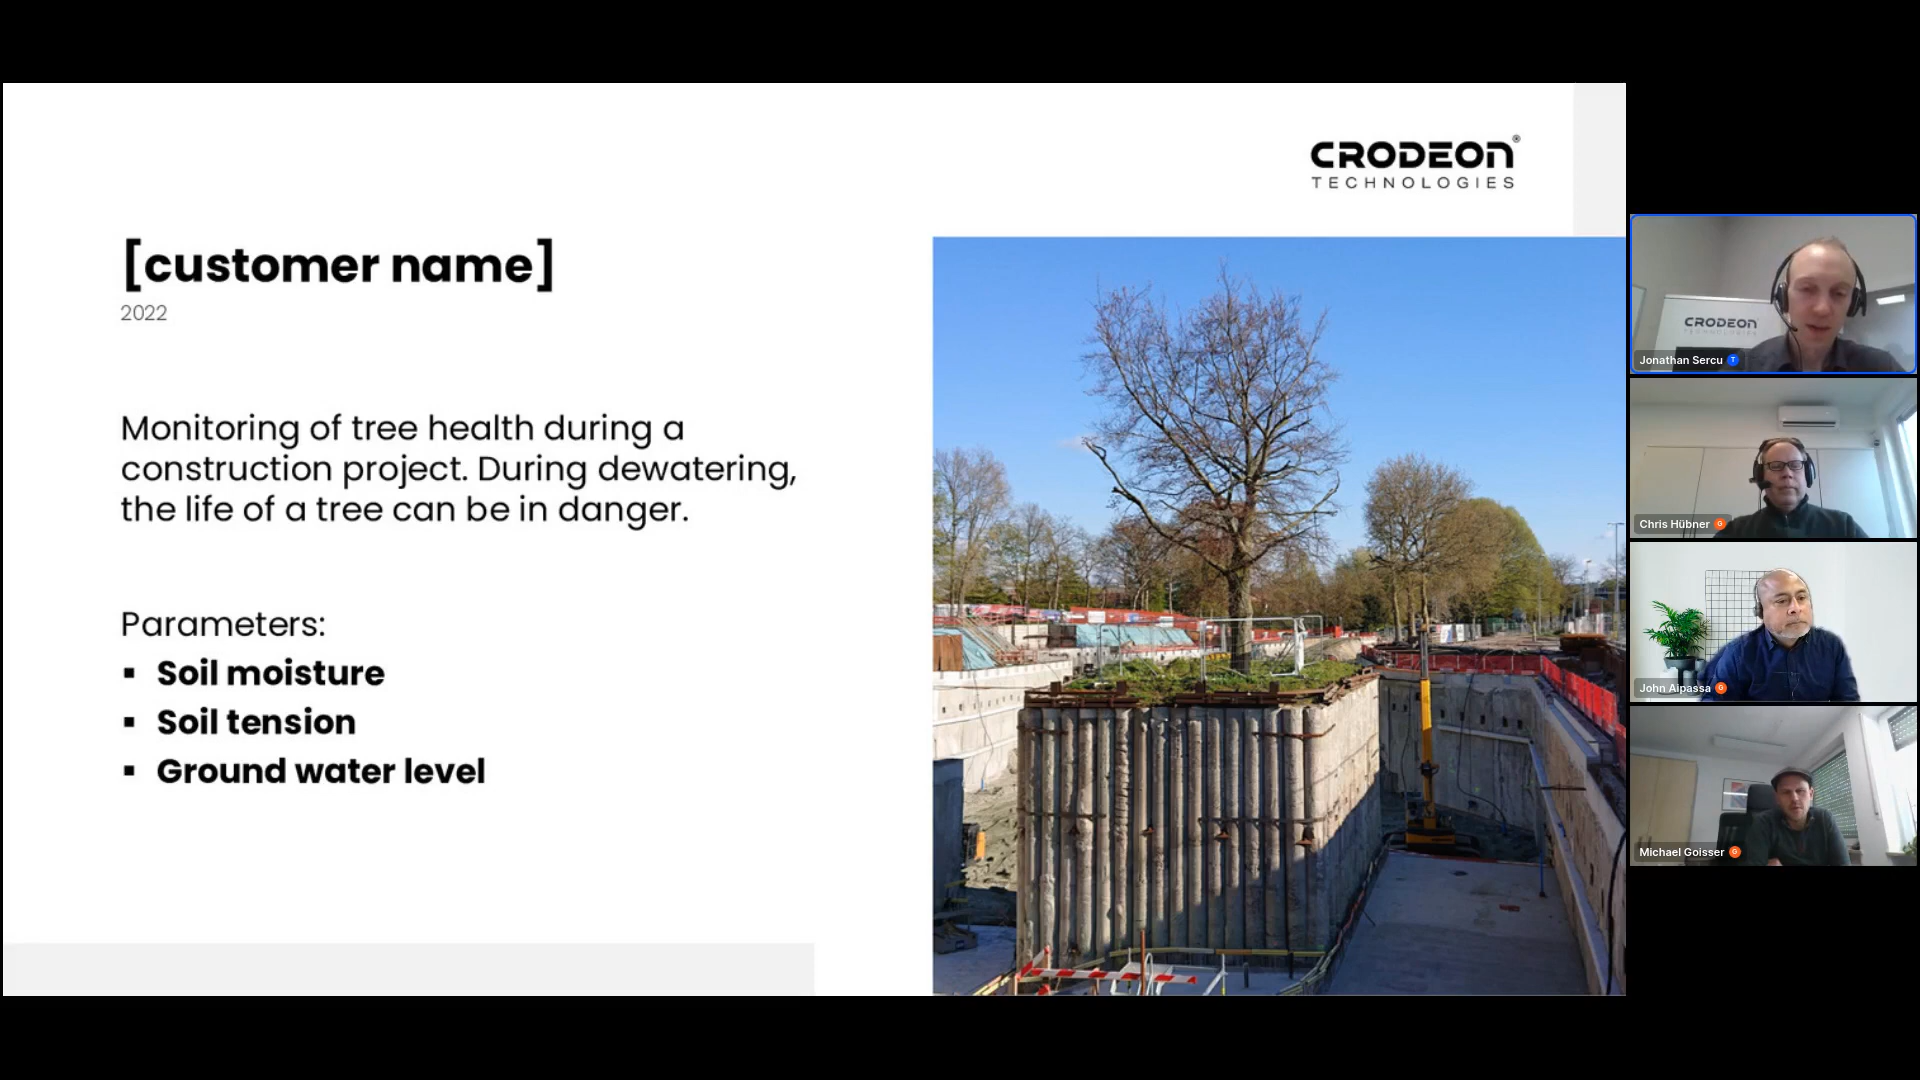 CRODEON®
TECHNOLOGIES
[customer name]
2022
Monitoring of tree health during a
construction project. During dewatering,
the life of a tree can be in danger.
Parameters:
▪ Soil moisture
▪ Soil tension
▪ Ground water level
CRODEON
TECHNOLOGIES
Jonathan Sercu T
Chris Hübner G
John Aipassa G
Michael Goisser G